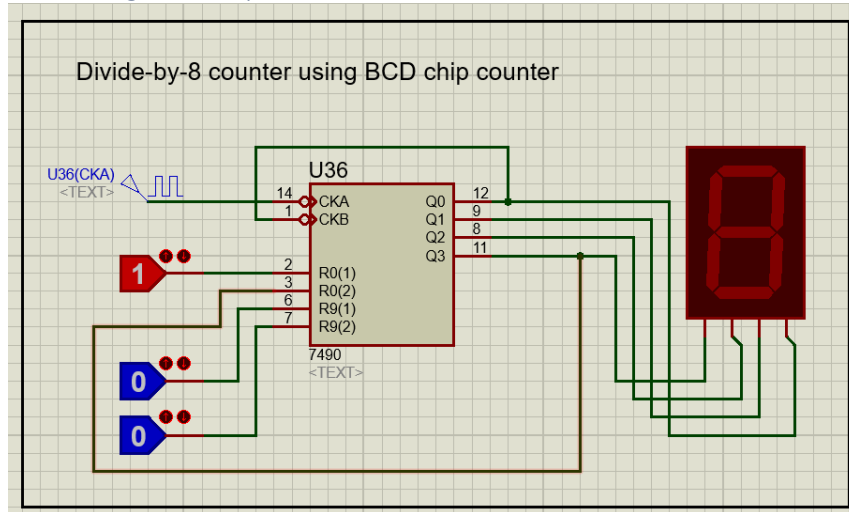 Divide-by-8 counter using BCD chip counter
U36(CKA)
<TEXT>
U36
14 CKA Q0 12
1 CKB Q1 9
Q2 8
Q3 11
1
2 R0(1)
3 R0(2)
6 R9(1)
7 R9(2)
7490
<TEXT>
0
0